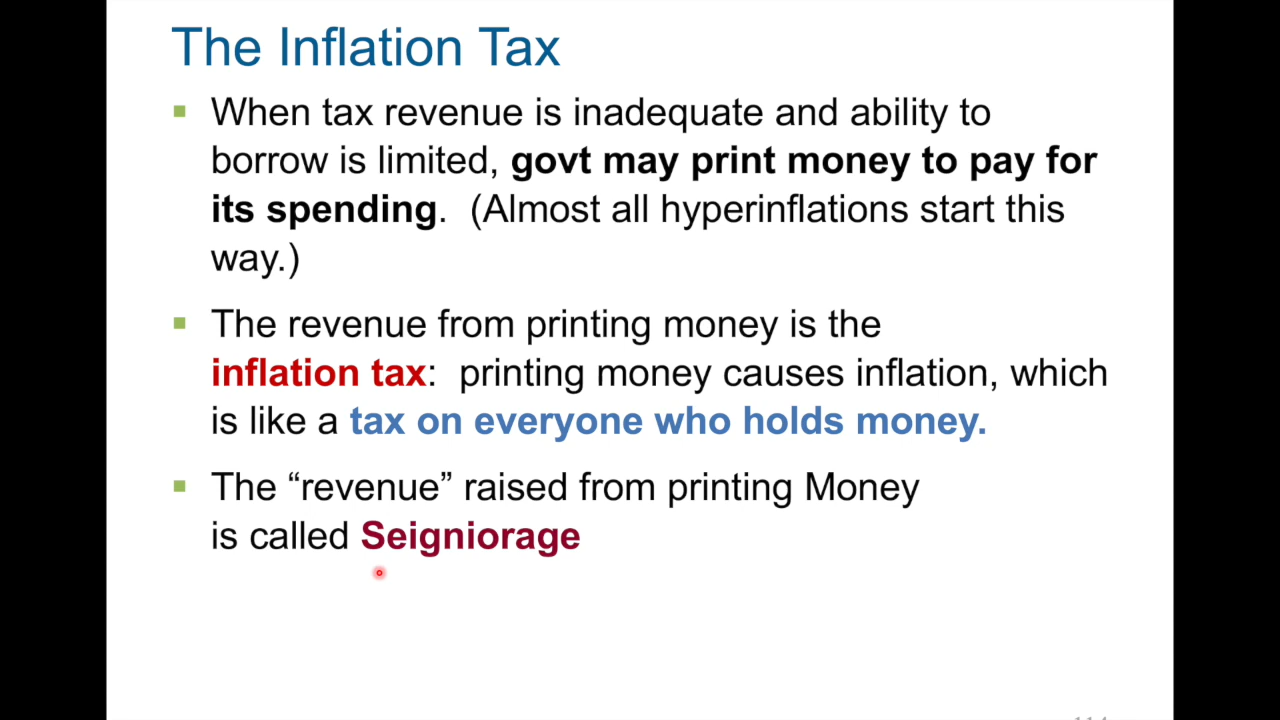 The Inflation Tax
When tax revenue is inadequate and ability to
borrow is limited, govt may print money to pay for
its spending.  (Almost all hyperinflations start this
way.)
The revenue from printing money is the
inflation tax:  printing money causes inflation, which
is like a tax on everyone who holds money.
The “revenue” raised from printing Money
is called Seigniorage